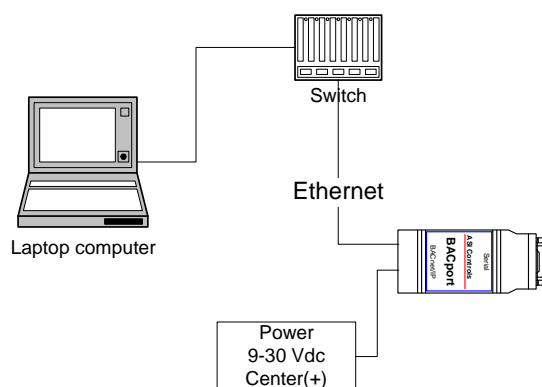 Switch
Ethernet
Laptop computer
Serial
ASI Controls
BACport
BACnet/IP
Power
9-30 Vdc
Center(+)